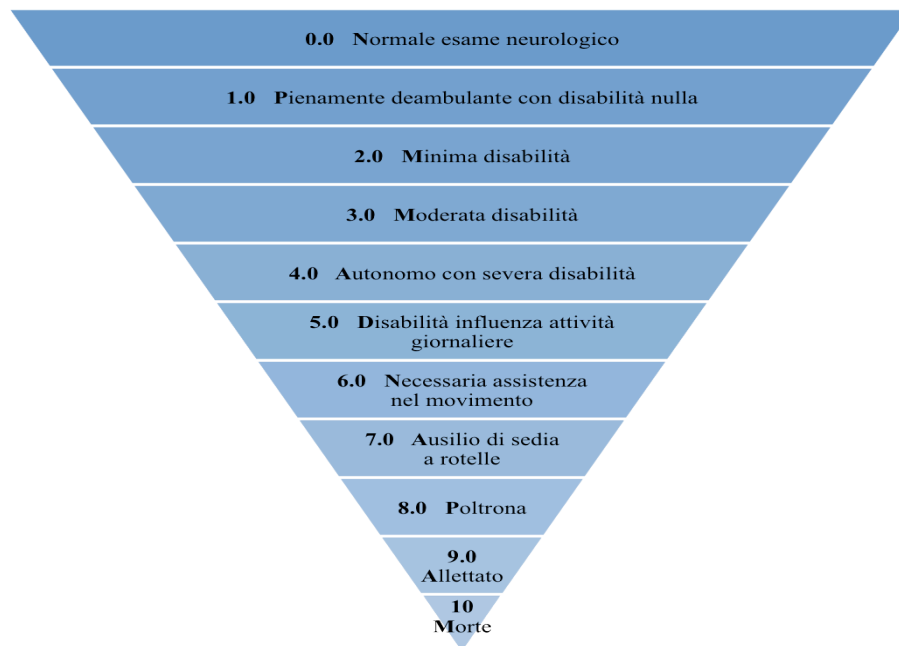 0.0 Normale esame neurologico
1.0 Pienamente deambulante con disabilità nulla
2.0 Minima disabilità
3.0 Moderata disabilità
4.0 Autonomo con severa disabilità
5.0 Disabilità influenza attività
giornaliere
6.0 Necessaria assistenza
nel movimento
7.0 Ausilio di sedia
a rotelle
8.0 Poltrona
9.0
Allettato
10
Morte